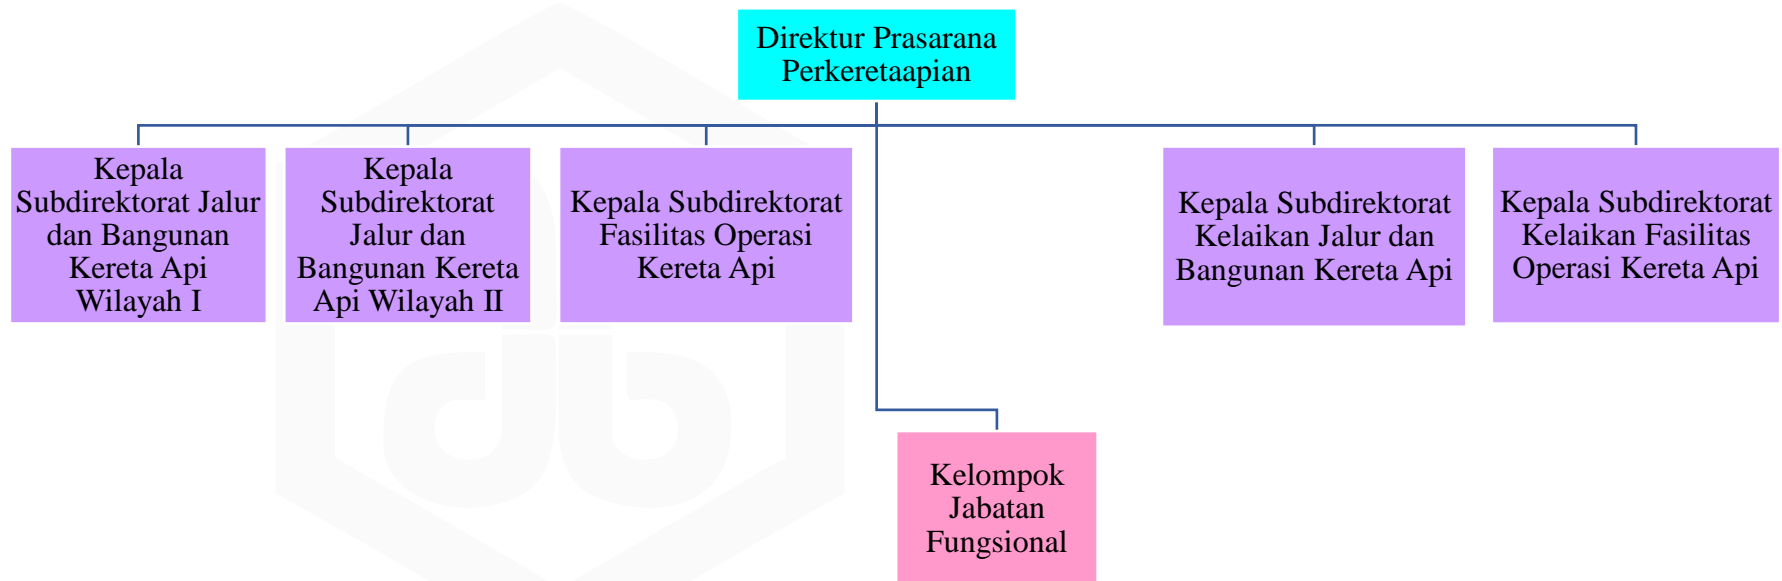 Direktur Prasarana
Perkeretaapian
Kepala
Subdirektorat Jalur
dan Bangunan
Kereta Api
Wilayah I
Kepala
Subdirektorat
Jalur dan
Bangunan Kereta
Api Wilayah II
Kepala Subdirektorat
Fasilitas Operasi
Kereta Api
Kepala Subdirektorat
Kelaikan Jalur dan
Bangunan Kereta Api
Kepala Subdirektorat
Kelaikan Fasilitas
Operasi Kereta Api
Kelompok
Jabatan
Fungsional